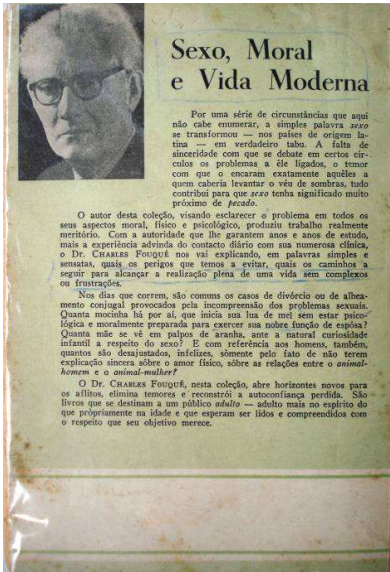 Sexo, Moral
e Vida Moderna
Por uma série de circunstâncias que aqui
não cabe enumerar, a simples palavra sexo
se transformou — nos países de origem la-
tina — em verdadeiro tabu. A falta de
sinceridade com que se debate em certos cír-
culos os problemas a êle ligados, o temor
com que o encaram exatamente aquêles a
quem caberia levantar o véu de sombras, tudo
contribui para que sexo tenha significado muito
próximo de pecado.
O autor desta coleção, visando esclarecer o problema em todos os
seus aspectos moral, físico e psicológico, produziu trabalho realmente
meritório. Com a autoridade que lhe garantem anos e anos de estudo,
mais a experiência advinda do contacto diário com sua numerosa clínica,
o DR. CHARLES FOUQUÉ nos vai explicando, em palavras simples e
sensatas, quais os perigos que temos a evitar, quais os caminhos a
seguir para alcançar a realização plena de uma vida sem complexos
ou frustrações.
Nos dias que correm, são comuns os casos de divórcio ou de alhea-
mento conjugal provocados pela incompreensão dos problemas sexuais.
Quanta mocinha há por aí, que inicia sua lua de mel sem estar psico-
lógica e moralmente preparada para exercer sua nobre função de espôsa?
Quanta mãe se vê em palpos de aranha, ante a natural curiosidade
infantil a respeito do sexo? E com referência aos homens, também,
quantos são desajustados, infelizes, sòmente pelo fato de não terem
explicação sincera sôbre o amor físico, sôbre as relações entre o animal-
homem e o animal-mulher?
O DR. CHARLES FOUQUÉ, nesta coleção, abre horizontes novos para
os aflitos, elimina temores e reconstrói a autoconfiança perdida. São
livros que se destinam a um público adulto — adulto mais no espírito do
que pròpriamente na idade e que esperam ser lidos e compreendidos com
o respeito que seu objetivo merece.